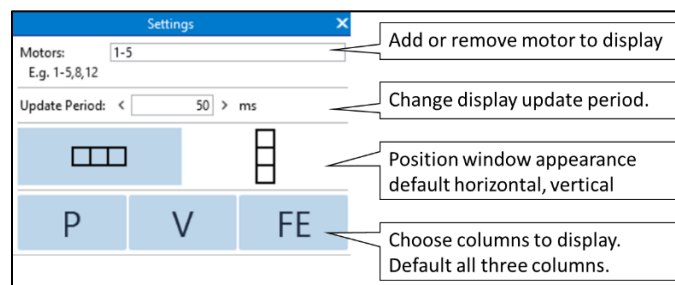 Settings ✕
Motors: 1-5
E.g. 1-5,8,12
Add or remove motor to display
Update Period: < 50 > ms
Change display update period.
Position window appearance
default horizontal, vertical
P V FE
Choose columns to display.
Default all three columns.